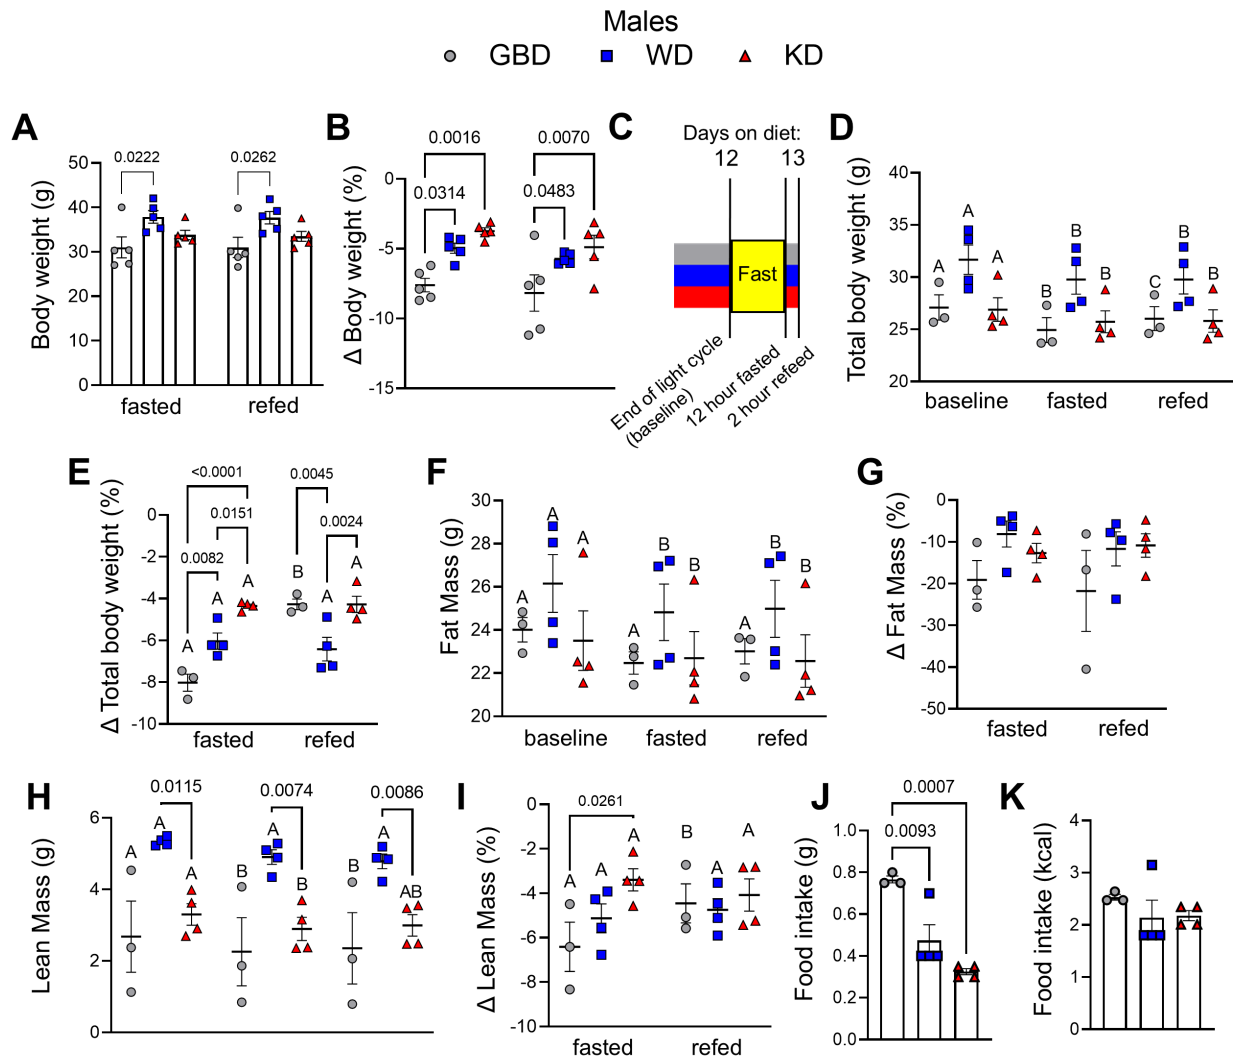 Males
GBD WD KD
A
Body weight (g)
50
40
30
20
10
0
0.0222
0.0262
fasted refed
B
Δ Body weight (%)
0
-5
-10
-15
0.0016
0.0314
0.0070
0.0483
C
Days on diet:
12 13
Fast
End of light cycle
(baseline)
12 hour fasted
2 hour refeed
D
Total body weight (g)
40
35
30
25
20
A A A
B B B
C B B
baseline fasted refed
E
Δ Total body weight (%)
0
-2
-4
-6
-8
-10
<0.0001
0.0151
0.0082
0.0045
0.0024
A A A
B A A
fasted refed
F
Fat Mass (g)
30
28
26
24
22
20
A A A
A B B
A B B
baseline fasted refed
G
Δ Fat Mass (%)
0
-10
-20
-30
-40
-50
fasted refed
H
Lean Mass (g)
6
4
2
0
0.0115
0.0074
0.0086
A A A
B A B
B A AB
I
Δ Lean Mass (%)
0
-2
-4
-6
-8
-10
0.0261
A A A
B A A
fasted refed
J
Food intake (g)
1.0
0.8
0.6
0.4
0.2
0.0
0.0007
0.0093
K
Food intake (kcal)
4
3
2
1
0